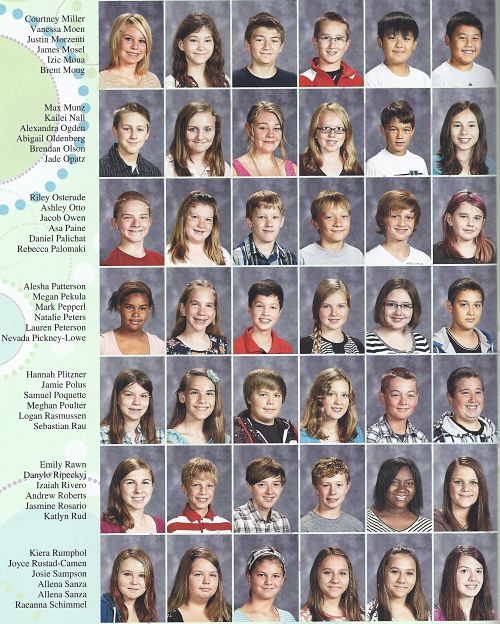 Courtney Miller
Vanessa Moen
Justin Morzenti
James Mosel
Izic Moua
Brent Moug
Max Munz
Kailei Nall
Alexandra Ogden
Abigail Oldenberg
Brendan Olson
Jade Opatz
Riley Osterude
Ashley Otto
Jacob Owen
Asa Paine
Daniel Palichat
Rebecca Palomaki
Alesha Patterson
Megan Pekula
Mark Pepperl
Natalie Peters
Lauren Peterson
Nevada Pickney-Lowe
Hannah Plitzner
Jamie Polus
Samuel Poquette
Meghan Poulter
Logan Rasmussen
Sebastian Rau
Emily Rawn
Danylo Ripeckyj
Izaiah Rivero
Andrew Roberts
Jasmine Rosario
Katlyn Rud
Kiera Rumphol
Joyce Rustad-Camen
Josie Sampson
Allena Sanza
Allena Sanza
Raeanna Schimmel